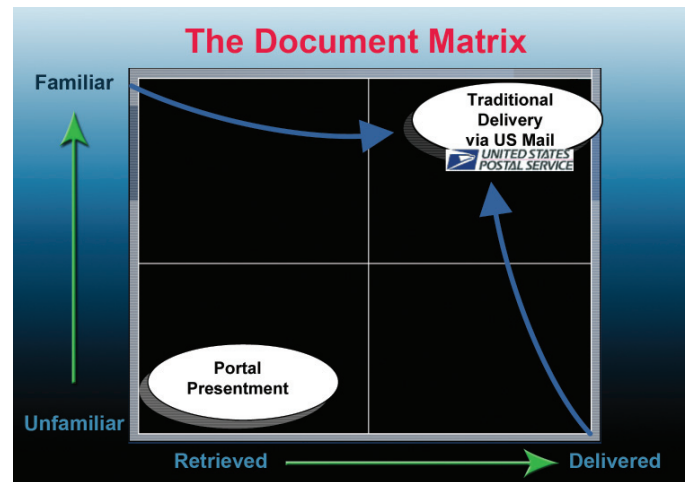 The Document Matrix
Familiar
Traditional
Delivery
via US Mail
UNITED STATES
POSTAL SERVICE
Portal
Presentment
Unfamiliar
Retrieved
Delivered